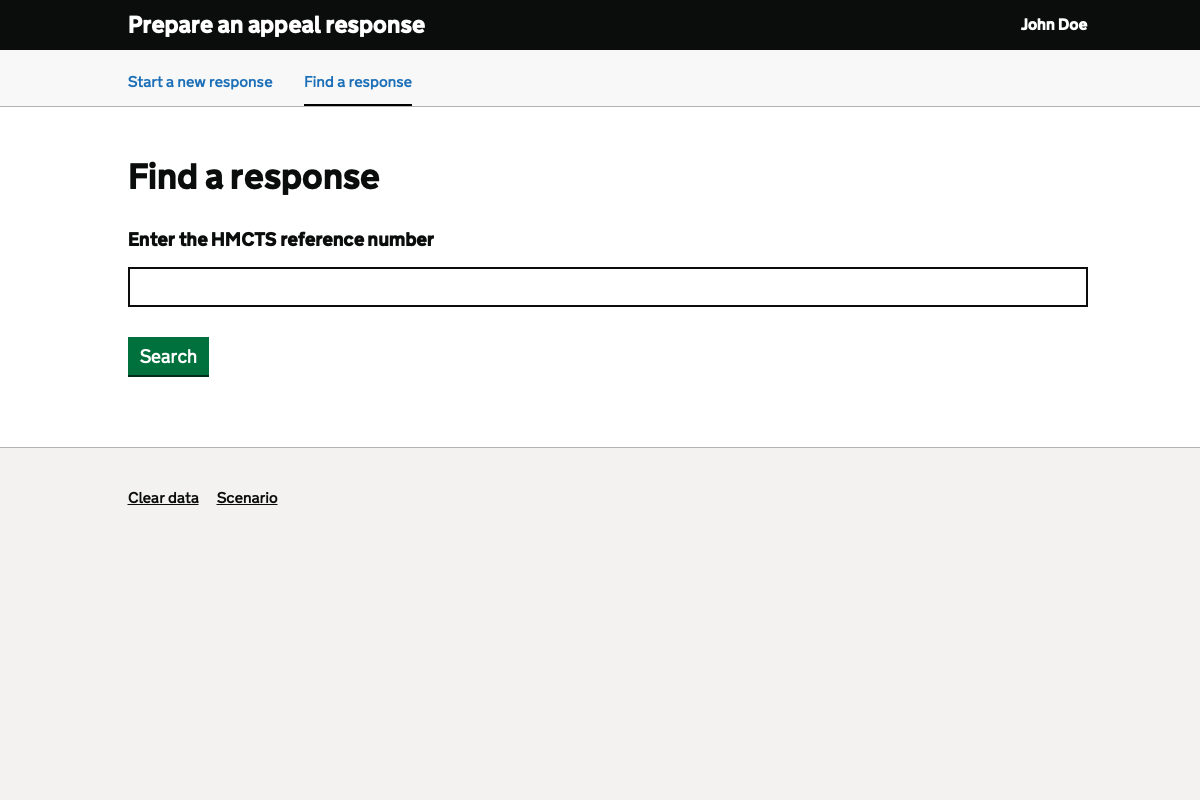 Prepare an appeal response
John Doe
Start a new response
Find a response
Find a response
Enter the HMCTS reference number
Search
Clear data
Scenario